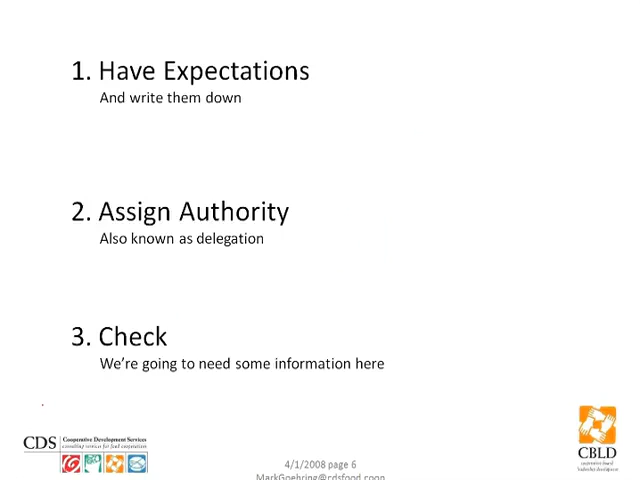 1. Have Expectations
And write them down
2. Assign Authority
Also known as delegation
3. Check
We're going to need some information here
CDS Cooperative Development Services
consulting services for food cooperatives
CBLD
cooperative board
leadership development
4/1/2008 page 6
MarkGoehring@cdsfood.coop